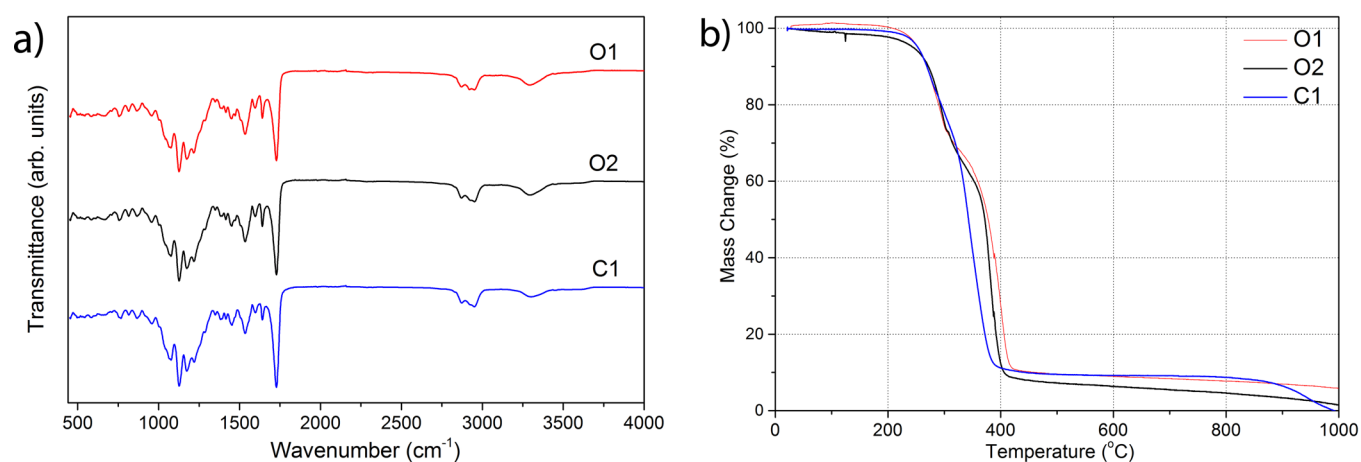 a)
O1
O2
C1
Transmittance (arb. units)
500 1000 1500 2000 2500 3000 3500 4000
Wavenumber (cm⁻¹)
b)
O1
O2
C1
Mass Change (%)
100
80
60
40
20
0
0 200 400 600 800 1000
Temperature (°C)